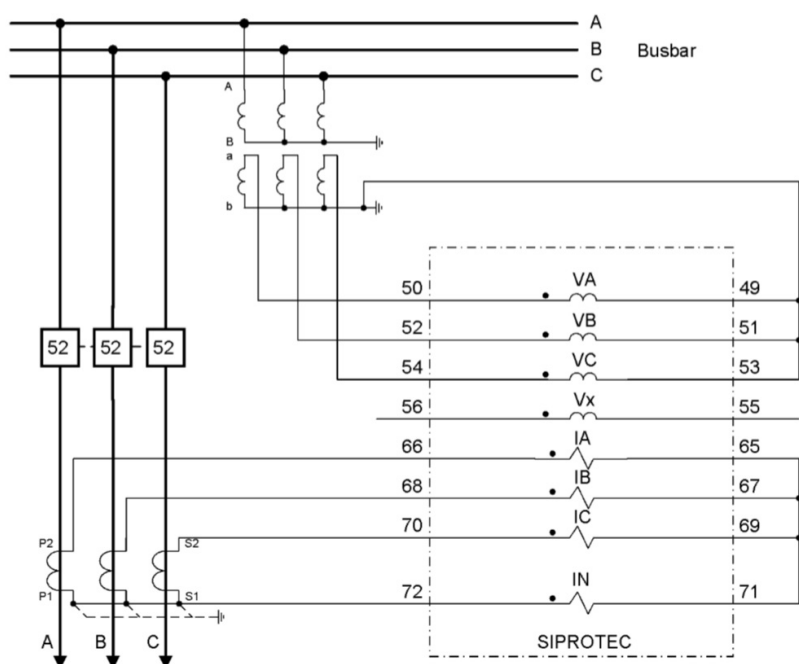 A
B Busbar
C
A
B
a
b
VA
50 49
VB
52 51
52 52 52
VC
54 53
Vx
56 55
IA
66 65
IB
68 67
IC
P2 S2 70 69
IN
P1 S1 72 71
A B C SIPROTEC